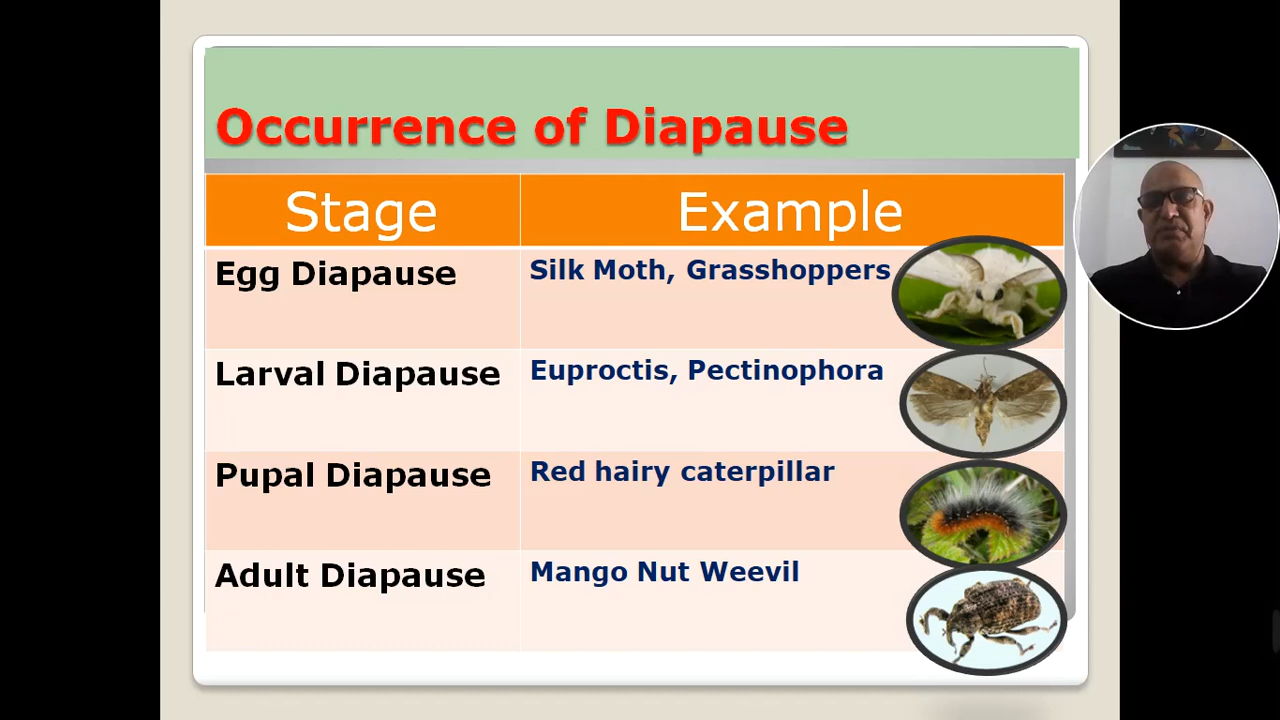 Occurrence of Diapause
Stage
Example
Egg Diapause
Silk Moth, Grasshoppers
Larval Diapause
Euproctis, Pectinophora
Pupal Diapause
Red hairy caterpillar
Adult Diapause
Mango Nut Weevil